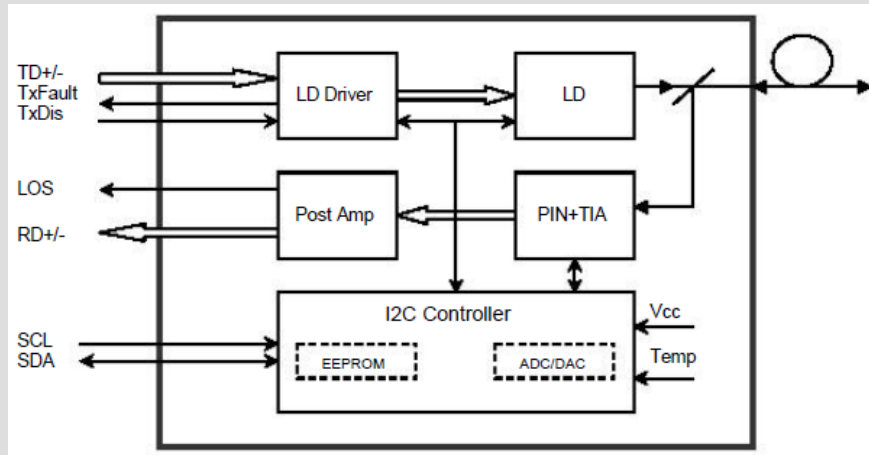 TD+/-
TxFault
TxDis
LD Driver
LD
LOS
RD+/-
Post Amp
PIN+TIA
I2C Controller
SCL
SDA
EEPROM
ADC/DAC
Vcc
Temp